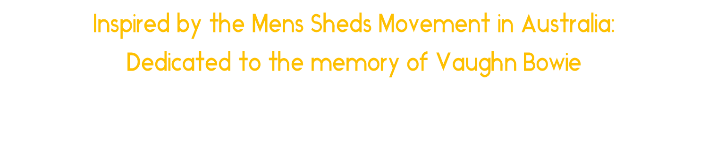 Inspired by the Mens Sheds Movement in Australia:
Dedicated to the memory of Vaughn Bowie